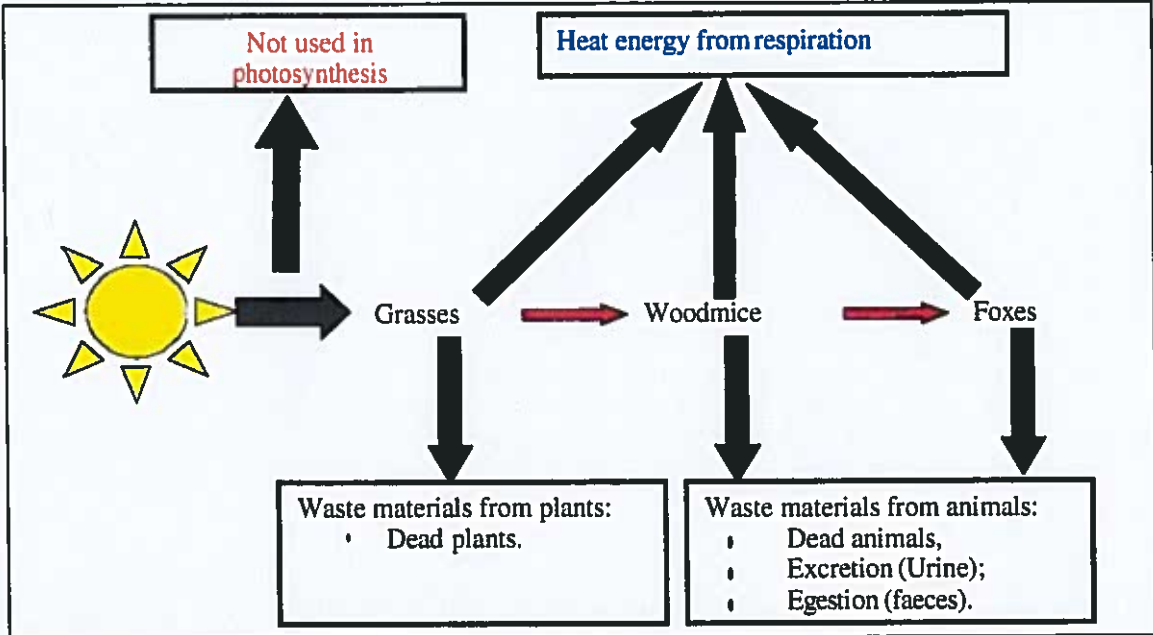 Not used in
photosynthesis
Heat energy from respiration
Grasses
Woodmice
Foxes
Waste materials from plants:
• Dead plants.
Waste materials from animals:
• Dead animals,
• Excretion (Urine);
• Egestion (faeces).